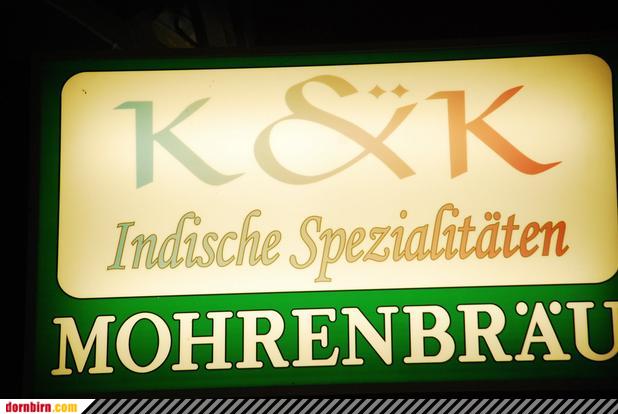 K & K
Indische Spezialitäten
MOHRENBRÄU
dornbirn.com